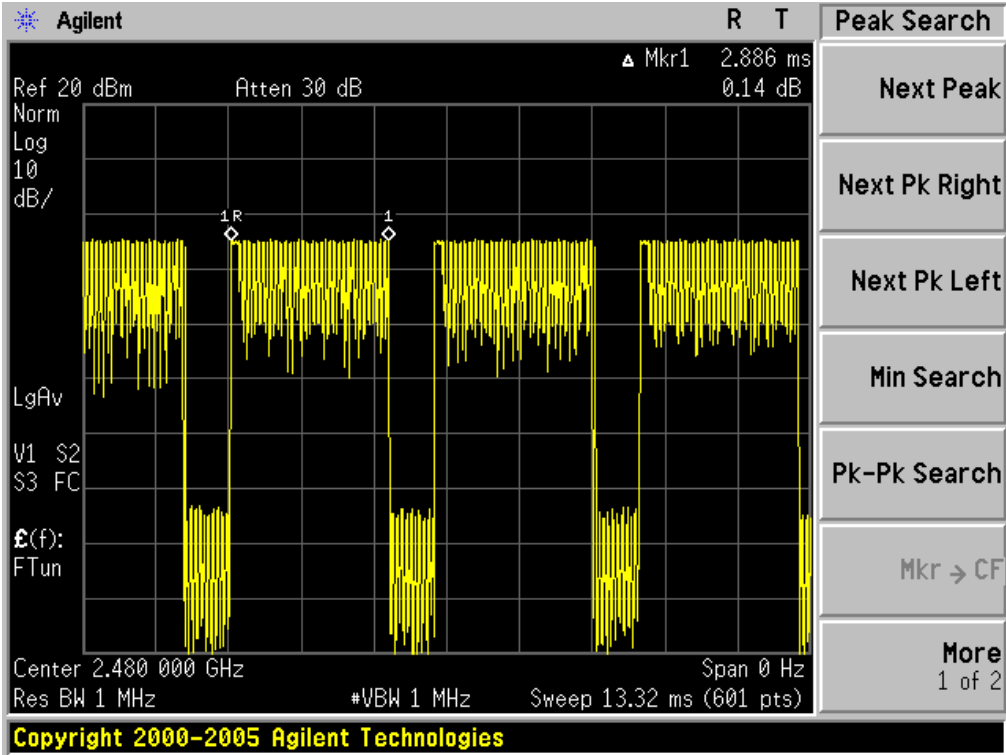 Agilent R T
Peak Search
▵ Mkr1 2.886 ms
Ref 20 dBm Atten 30 dB 0.14 dB
Norm
Log
10
dB/
1R 1
LgAv
V1 S2
S3 FC
£(f):
FTun
Center 2.480 000 GHz Span 0 Hz
Res BW 1 MHz #VBW 1 MHz Sweep 13.32 ms (601 pts)
Next Peak
Next Pk Right
Next Pk Left
Min Search
Pk-Pk Search
Mkr → CF
More
1 of 2
Copyright 2000-2005 Agilent Technologies